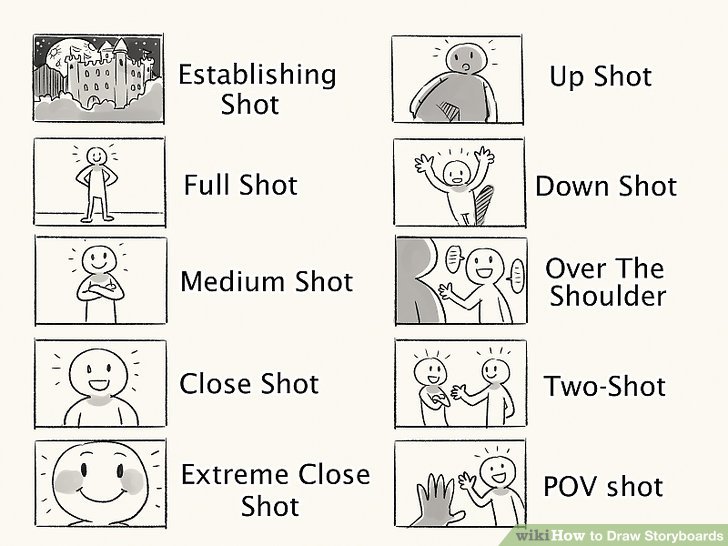 Establishing
Shot
Full Shot
Medium Shot
Close Shot
Extreme Close
Shot
Up Shot
Down Shot
Over The
Shoulder
Two-Shot
POV shot
wikiHow to Draw Storyboards